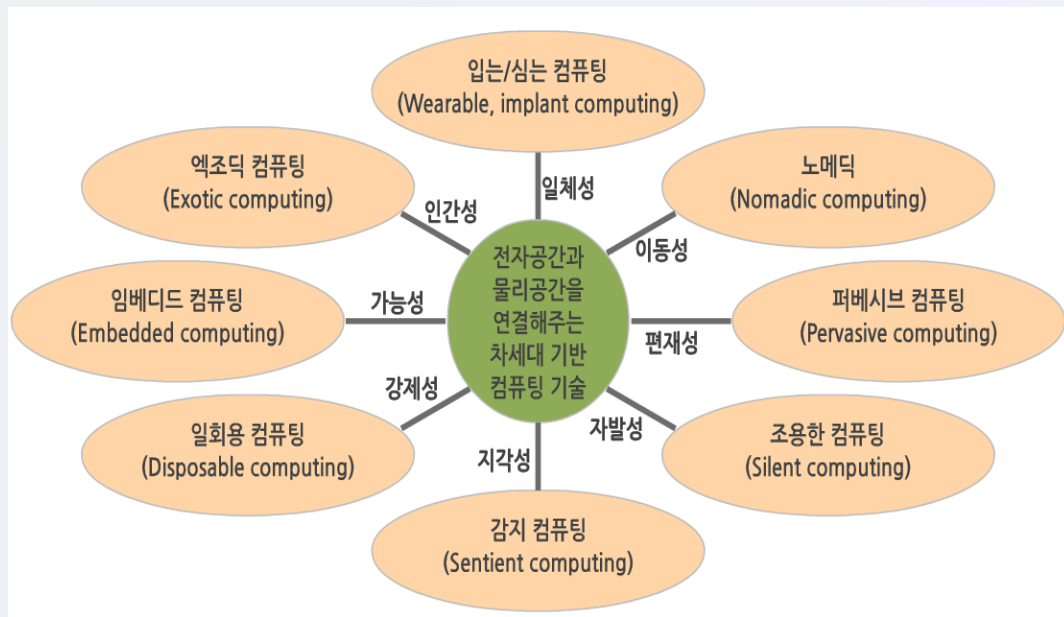 입는/심는 컴퓨팅
(Wearable, implant computing)
엑조딕 컴퓨팅
(Exotic computing)
노메딕
(Nomadic computing)
일체성
인간성
이동성
전자공간과
물리공간을
연결해주는
차세대 기반
컴퓨팅 기술
임베디드 컴퓨팅
(Embedded computing)
가능성
편재성
퍼베시브 컴퓨팅
(Pervasive computing)
강제성
자발성
지각성
일회용 컴퓨팅
(Disposable computing)
조용한 컴퓨팅
(Silent computing)
감지 컴퓨팅
(Sentient computing)